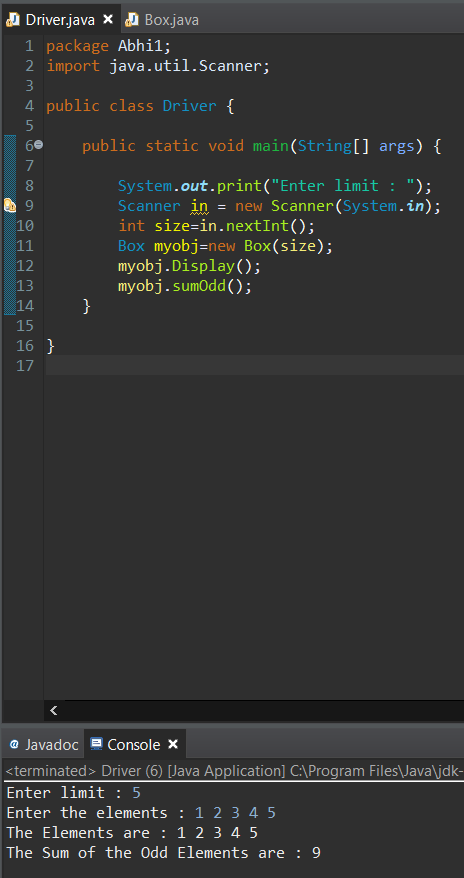 Driver.java Box.java
1 package Abhi1;
2 import java.util.Scanner;
3
4 public class Driver {
5
6     public static void main(String[] args) {
7
8         System.out.print("Enter limit : ");
9         Scanner in = new Scanner(System.in);
10         int size=in.nextInt();
11         Box myobj=new Box(size);
12         myobj.Display();
13         myobj.sumOdd();
14     }
15
16 }
17
@ Javadoc Console
<terminated> Driver (6) [Java Application] C:\Program Files\Java\jdk-
Enter limit : 5
Enter the elements : 1 2 3 4 5
The Elements are : 1 2 3 4 5
The Sum of the Odd Elements are : 9